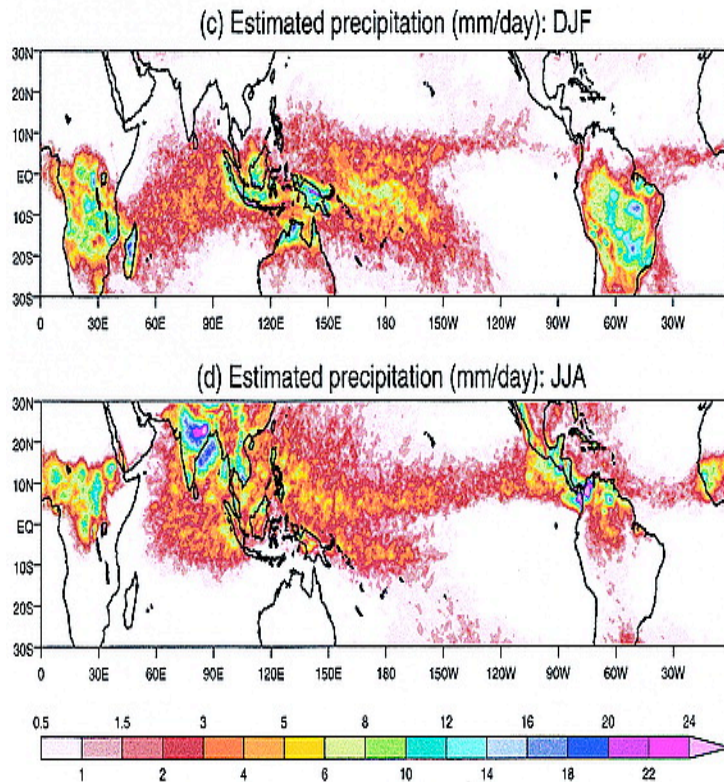 (c) Estimated precipitation (mm/day): DJF
30N
20N
10N
EQ
10S
20S
30S
0 30E 60E 90E 120E 150E 180 150W 120W 90W 60W 30W
(d) Estimated precipitation (mm/day): JJA
30N
20N
10N
EQ
10S
20S
30S
0 30E 60E 90E 120E 150E 180 150W 120W 90W 60W 30W
0.5 1.5 3 5 8 12 16 20 24
1 2 4 6 10 14 18 22